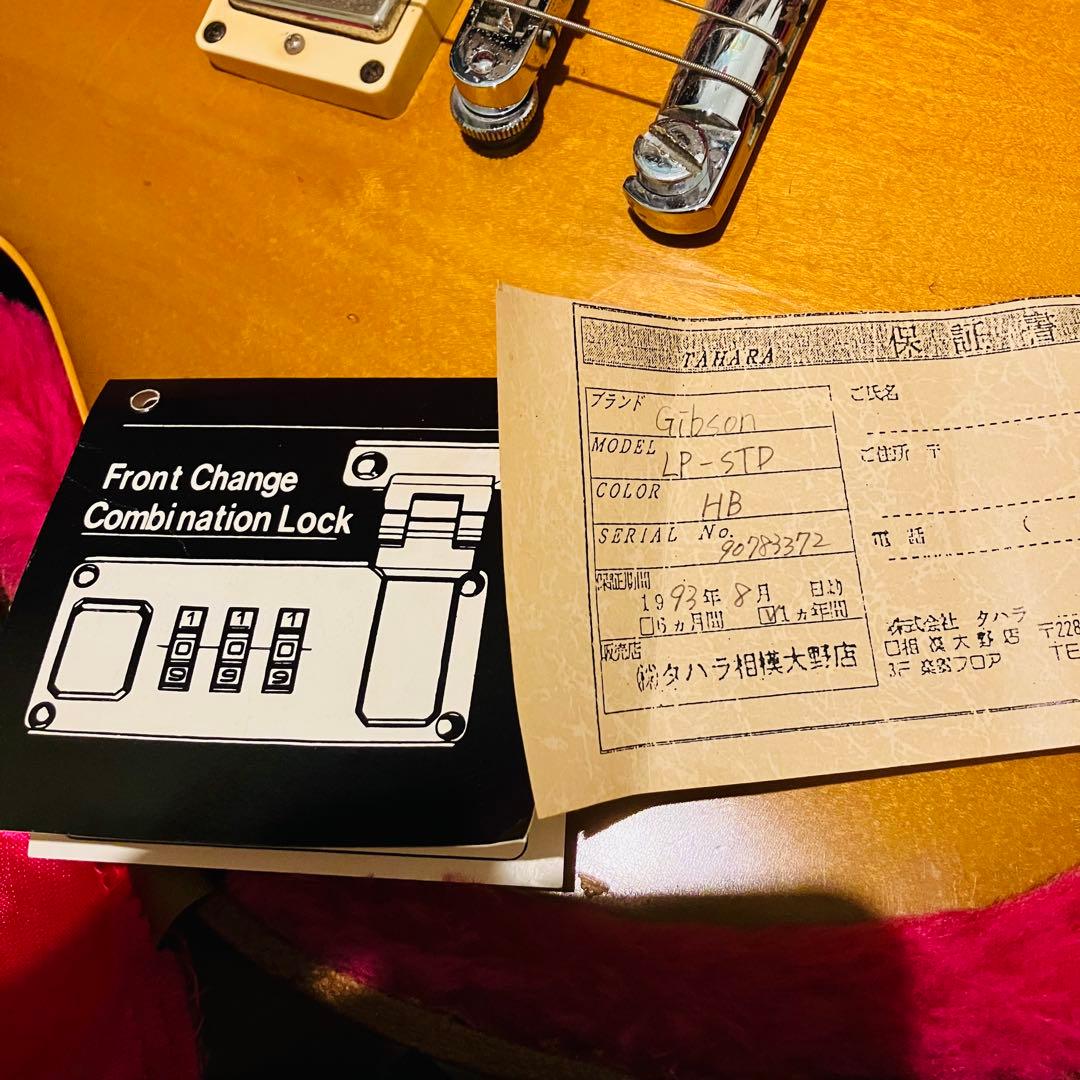 Front Change
Combination Lock
1 1 1
0 0 0
9 9 9
TAHARA 保証書
ブランド Gibson
MODEL LP-STD
COLOR HB
SERIAL No. 90783372
保証期間
1993年 8月 日より
□6ヵ月間 ☑1ヵ年間
販売店
㈱タハラ相模大野店
ご氏名
ご住所 〒
電話 (
株式会社 タハラ
□相模大野店 〒228
3F 楽器フロア TE